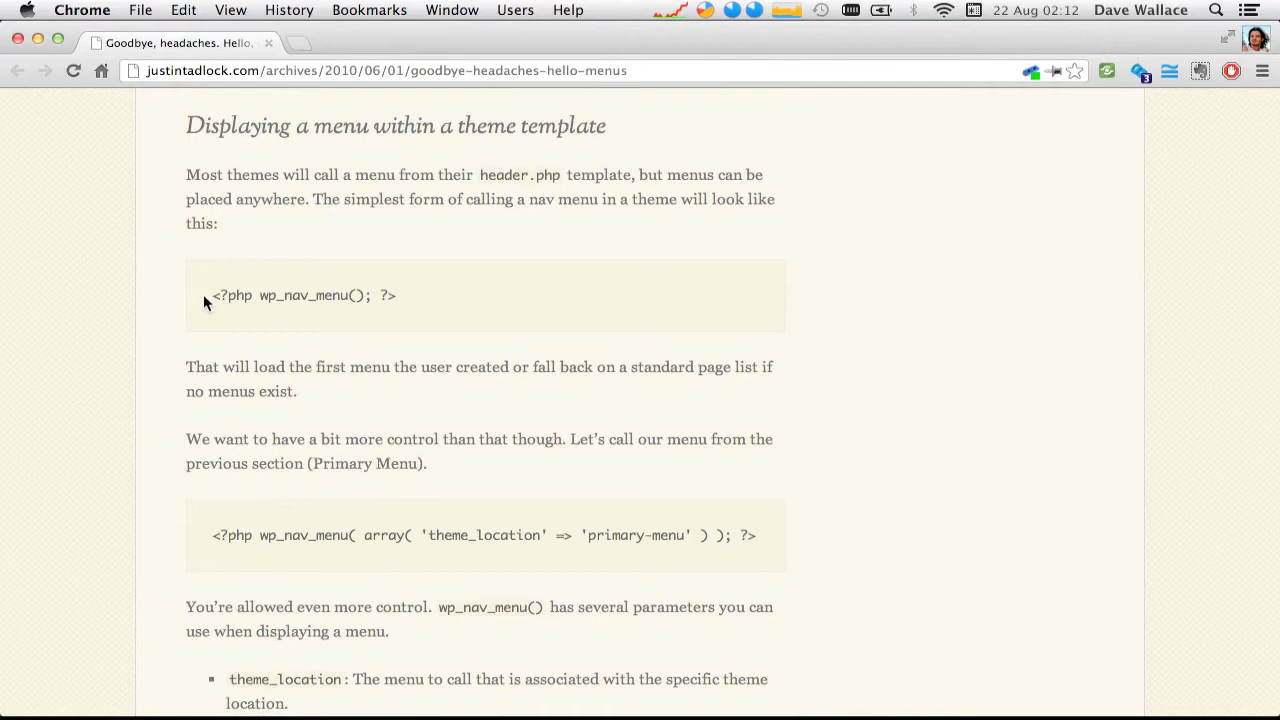 Chrome File Edit View History Bookmarks Window Users Help 22 Aug 02:12 Dave Wallace
Goodbye, headaches. Hello,
justintadlock.com/archives/2010/06/01/goodbye-headaches-hello-menus
3
Displaying a menu within a theme template
Most themes will call a menu from their header.php template, but menus can be
placed anywhere. The simplest form of calling a nav menu in a theme will look like
this:
<?php wp_nav_menu(); ?>
That will load the first menu the user created or fall back on a standard page list if
no menus exist.
We want to have a bit more control than that though. Let’s call our menu from the
previous section (Primary Menu).
<?php wp_nav_menu( array( 'theme_location' => 'primary-menu' ) ); ?>
You’re allowed even more control. wp_nav_menu() has several parameters you can
use when displaying a menu.
theme_location: The menu to call that is associated with the specific theme
location.